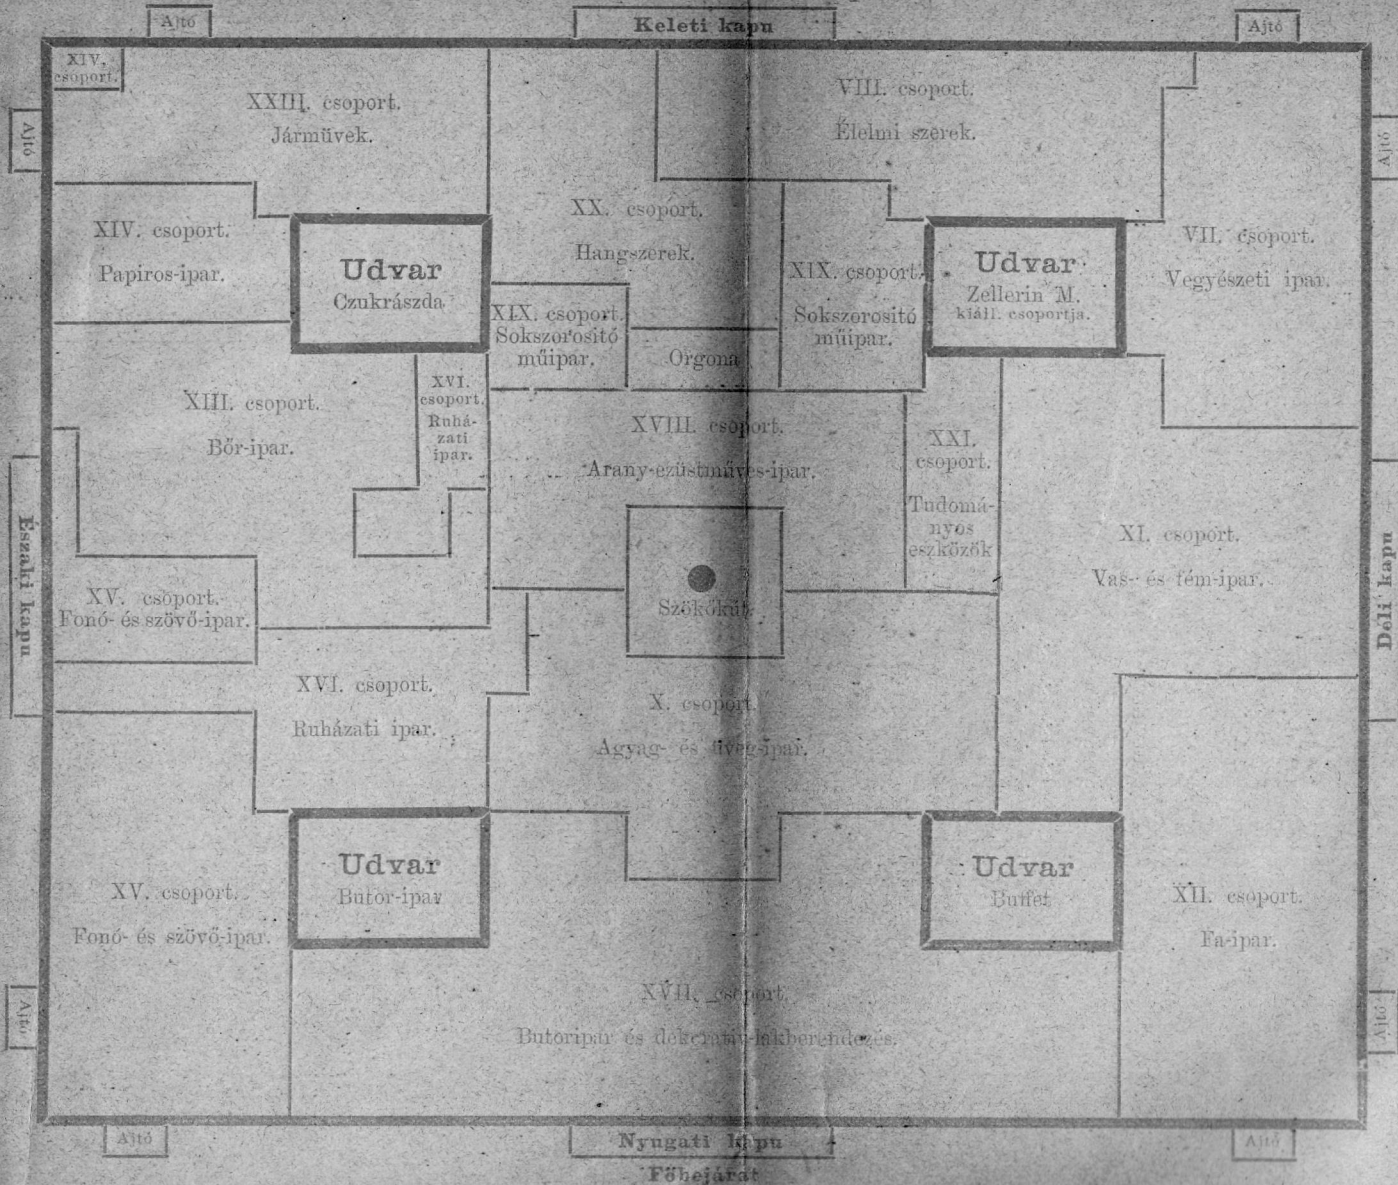 Ajtó
Keleti kapu
Ajtó
XIV.
csoport.
XXIII. csoport.
Járművek.
VIII. csoport.
Élelmi szerek.
Ajtó
Ajtó
XIV. csoport.
Papiros-ipar.
Udvar
Czukrászda
XX. csoport.
Hangszerek.
XIX. csoport.
Sokszorosító
műipar.
Udvar
Zellerin M.
kiáll. csoportja.
VII. csoport.
Vegyészeti ipar.
XIX. csoport.
Sokszorosító
műipar.
Orgona
XIII. csoport.
Bőr-ipar.
XVI.
csoport.
Ruhá-
zati
ipar.
XVIII. csoport.
Arany-ezüstműves-ipar.
XXI.
csoport.
Tudomá-
nyos
eszközök
XI. csoport.
Vas- és fém-ipar.
Északi kapu
Déli kapu
XV. csoport.
Fonó- és szövő-ipar.
Szökőkút
XVI. csoport.
Ruházati ipar.
X. csoport.
Agyag- és üveg-ipar.
Udvar
Butor-ipar
Udvar
Buffet
XV. csoport.
Fonó- és szövő-ipar.
XII. csoport.
Fa-ipar.
XVII. csoport.
Butoripar és dekorativ lakberendezés.
Ajtó
Ajtó
Ajtó
Nyugati kapu
Ajtó
Főbejárat